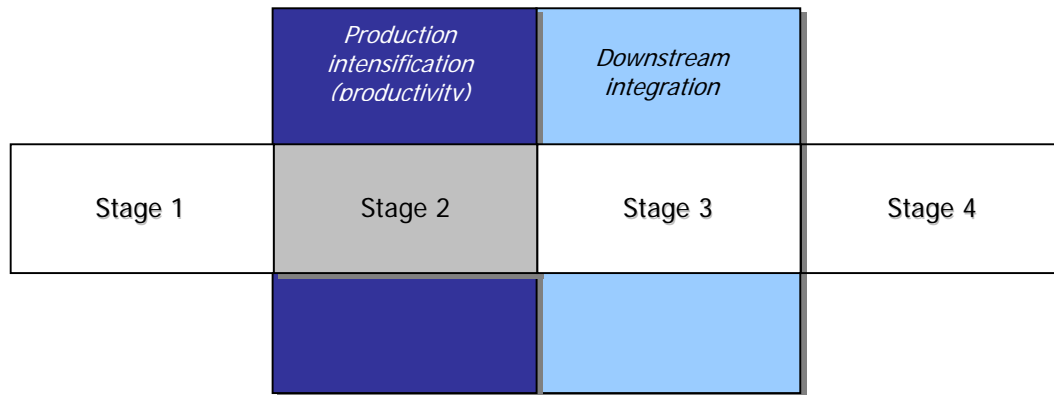 Production
intensification
(productivity)
Downstream
integration
Stage 1
Stage 2
Stage 3
Stage 4